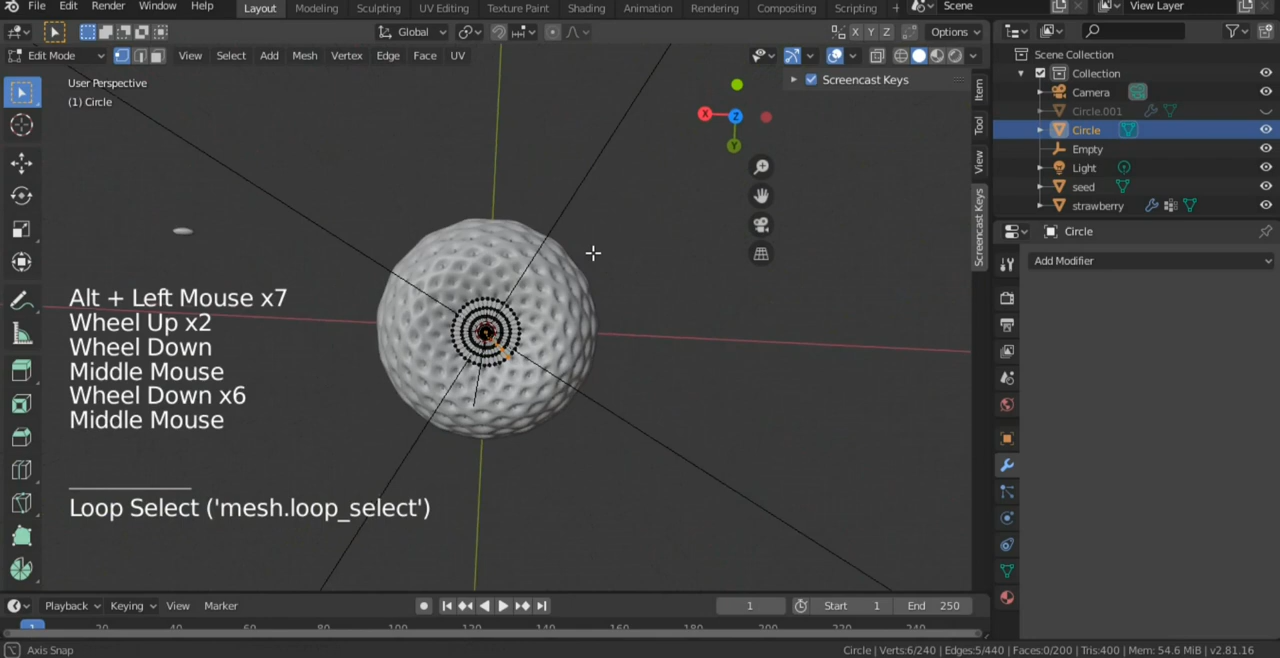 File Edit Render Window Help Layout Modeling Sculpting UV Editing Texture Paint Shading Animation Rendering Compositing Scripting + Scene View Layer
Global X Y Z Options
Edit Mode View Select Add Mesh Vertex Edge Face UV
User Perspective
(1) Circle
Screencast Keys
X
Z
Y
Item
Tool
View
Screencast Keys
Alt + Left Mouse x7
Wheel Up x2
Wheel Down
Middle Mouse
Wheel Down x6
Middle Mouse
Loop Select ('mesh.loop_select')
Scene Collection
Collection
Camera
Circle.001
Circle
Empty
Light
seed
strawberry
Circle
Add Modifier
Playback Keying View Marker 1 Start 1 End 250
1 20 40 60 80 100 120 140 160 180 200 220 240
Axis Snap Circle | Verts:6/240 | Edges:5/440 | Faces:0/200 | Tris:400 | Mem: 54.6 MiB | v2.81.16